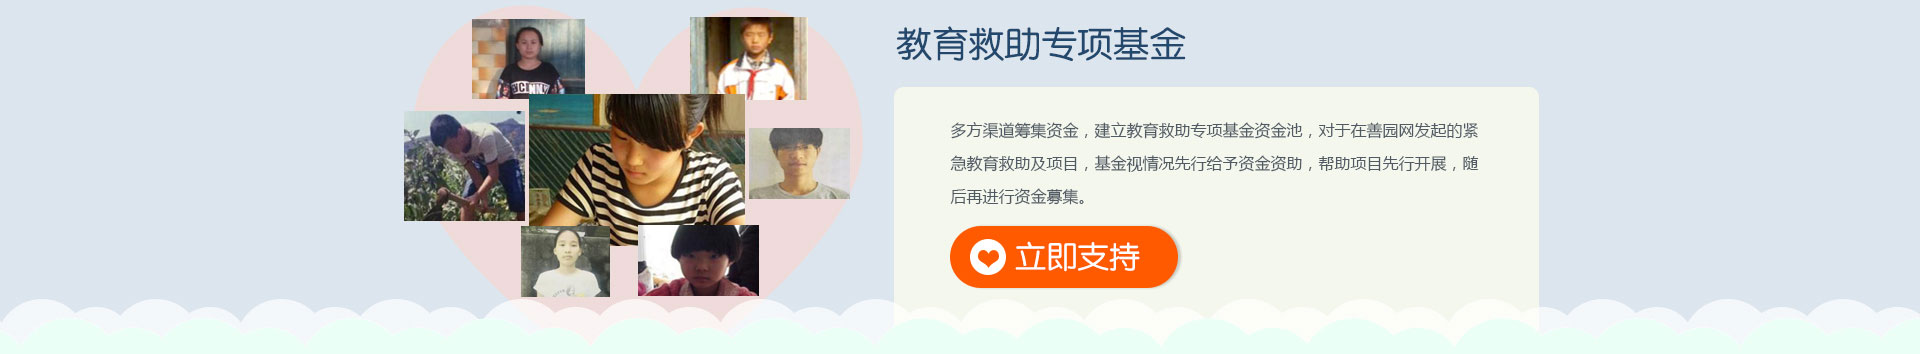 教育救助专项基金
多方渠道筹集资金，建立教育救助专项基金资金池，对于在善园网发起的紧
急教育救助及项目，基金视情况先行给予资金资助，帮助项目先行开展，随
后再进行资金募集。
立即支持